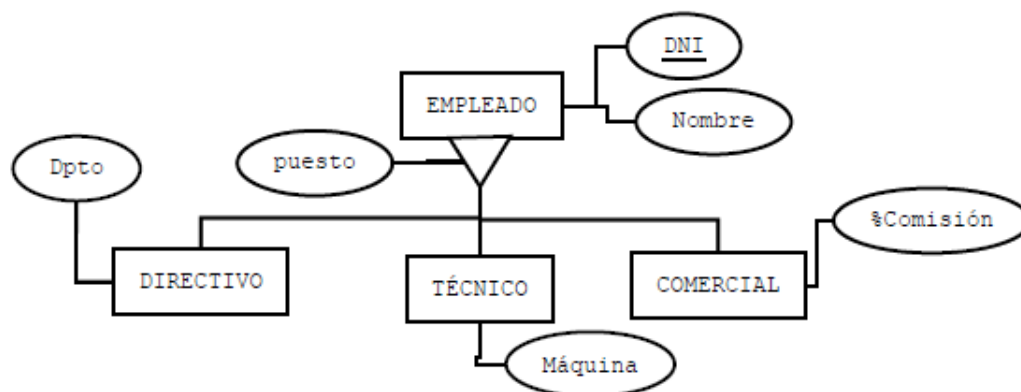 DNI
EMPLEADO
Nombre
puesto
Dpto
%Comisión
DIRECTIVO
TÉCNICO
COMERCIAL
Máquina